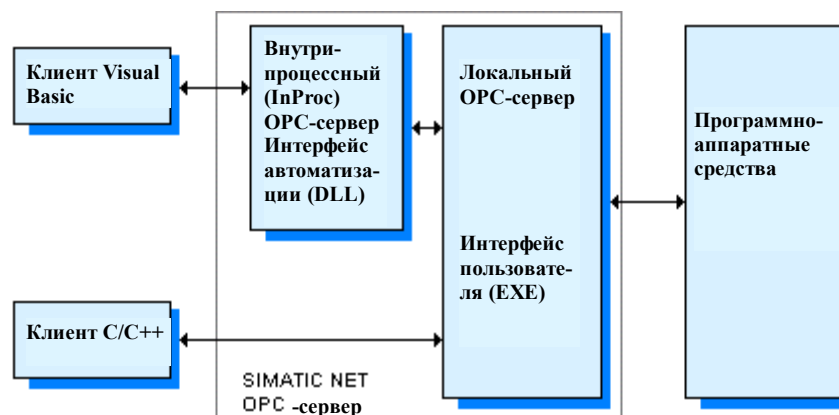 Клиент Visual
Basic
Внутри-
процессный
(InProc)
OPC-сервер
Интерфейс
автоматиза-
ции (DLL)
Локальный
OPC-сервер
Интерфейс
пользовате-
ля (EXE)
Программно-
аппаратные
средства
Клиент C/C++
SIMATIC NET
OPC -сервер